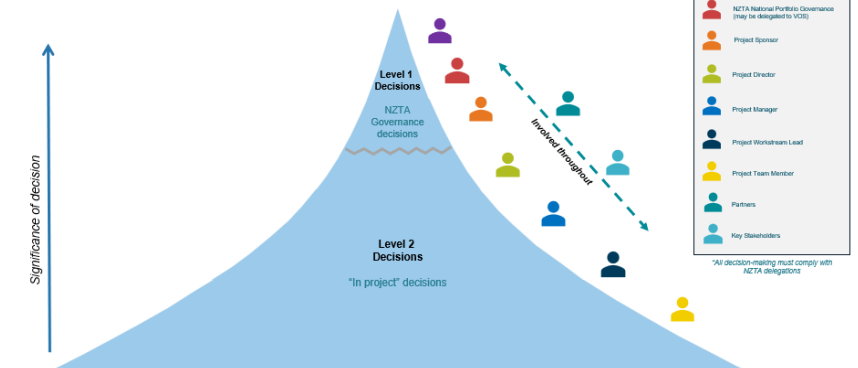 Significance of decision
Level 1
Decisions
NZTA
Governance
decisions
Level 2
Decisions
"In project" decisions
Involved throughout
NZTA National Portfolio Governance
(may be delegated to VOS)
Project Sponsor
Project Director
Project Manager
Project Workstream Lead
Project Team Member
Partners
Key Stakeholders
*All decision-making must comply with
NZTA delegations